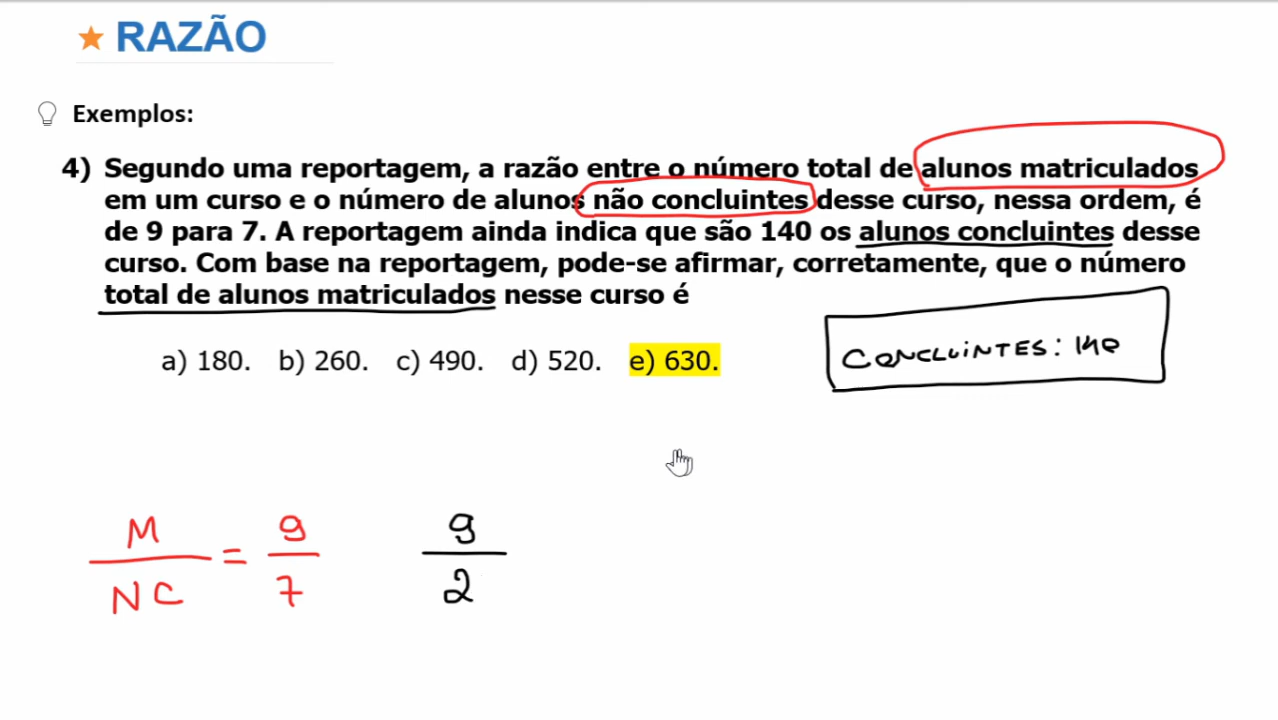 RAZÃO
Exemplos:
4) Segundo uma reportagem, a razão entre o número total de alunos matriculados
em um curso e o número de alunos não concluintes desse curso, nessa ordem, é
de 9 para 7. A reportagem ainda indica que são 140 os alunos concluintes desse
curso. Com base na reportagem, pode-se afirmar, corretamente, que o número
total de alunos matriculados nesse curso é
a) 180. b) 260. c) 490. d) 520. e) 630.
CONCLUINTES: 140
M
NC
=
9
7
9
2